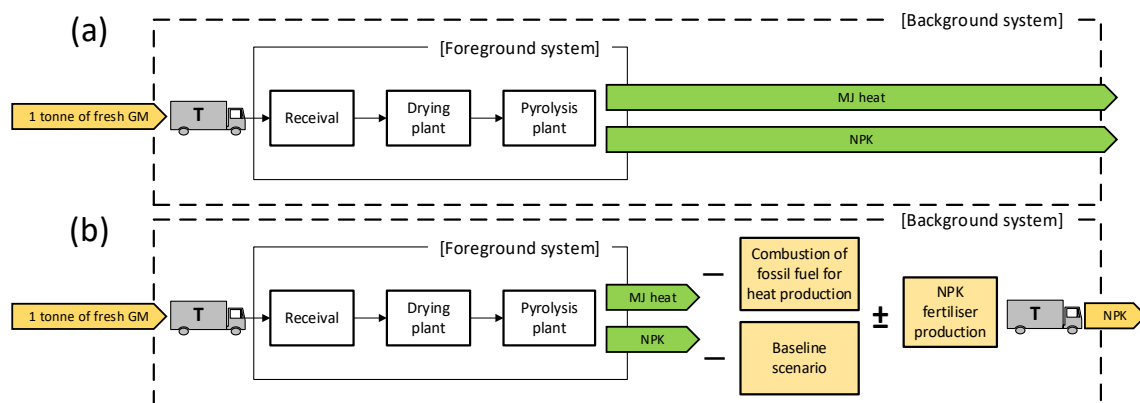 (a)
[Background system]
[Foreground system]
1 tonne of fresh GM
T
Receival
Drying
plant
Pyrolysis
plant
MJ heat
NPK
(b)
[Background system]
[Foreground system]
1 tonne of fresh GM
T
Receival
Drying
plant
Pyrolysis
plant
MJ heat
NPK
−
Combustion of
fossil fuel for
heat production
−
Baseline
scenario
±
NPK
fertiliser
production
T
NPK